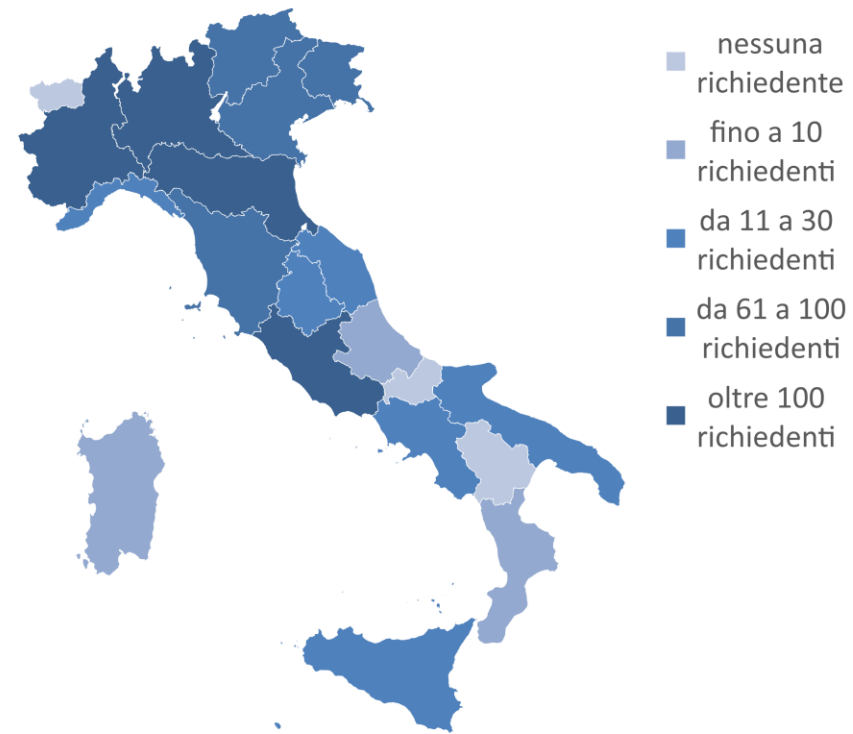 nessuna
richiedente
fino a 10
richiedenti
da 11 a 30
richiedenti
da 61 a 100
richiedenti
oltre 100
richiedenti